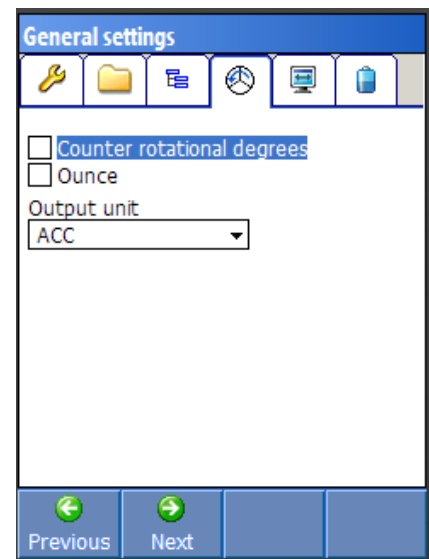 General settings
Counter rotational degrees
Ounce
Output unit
ACC
Previous
Next